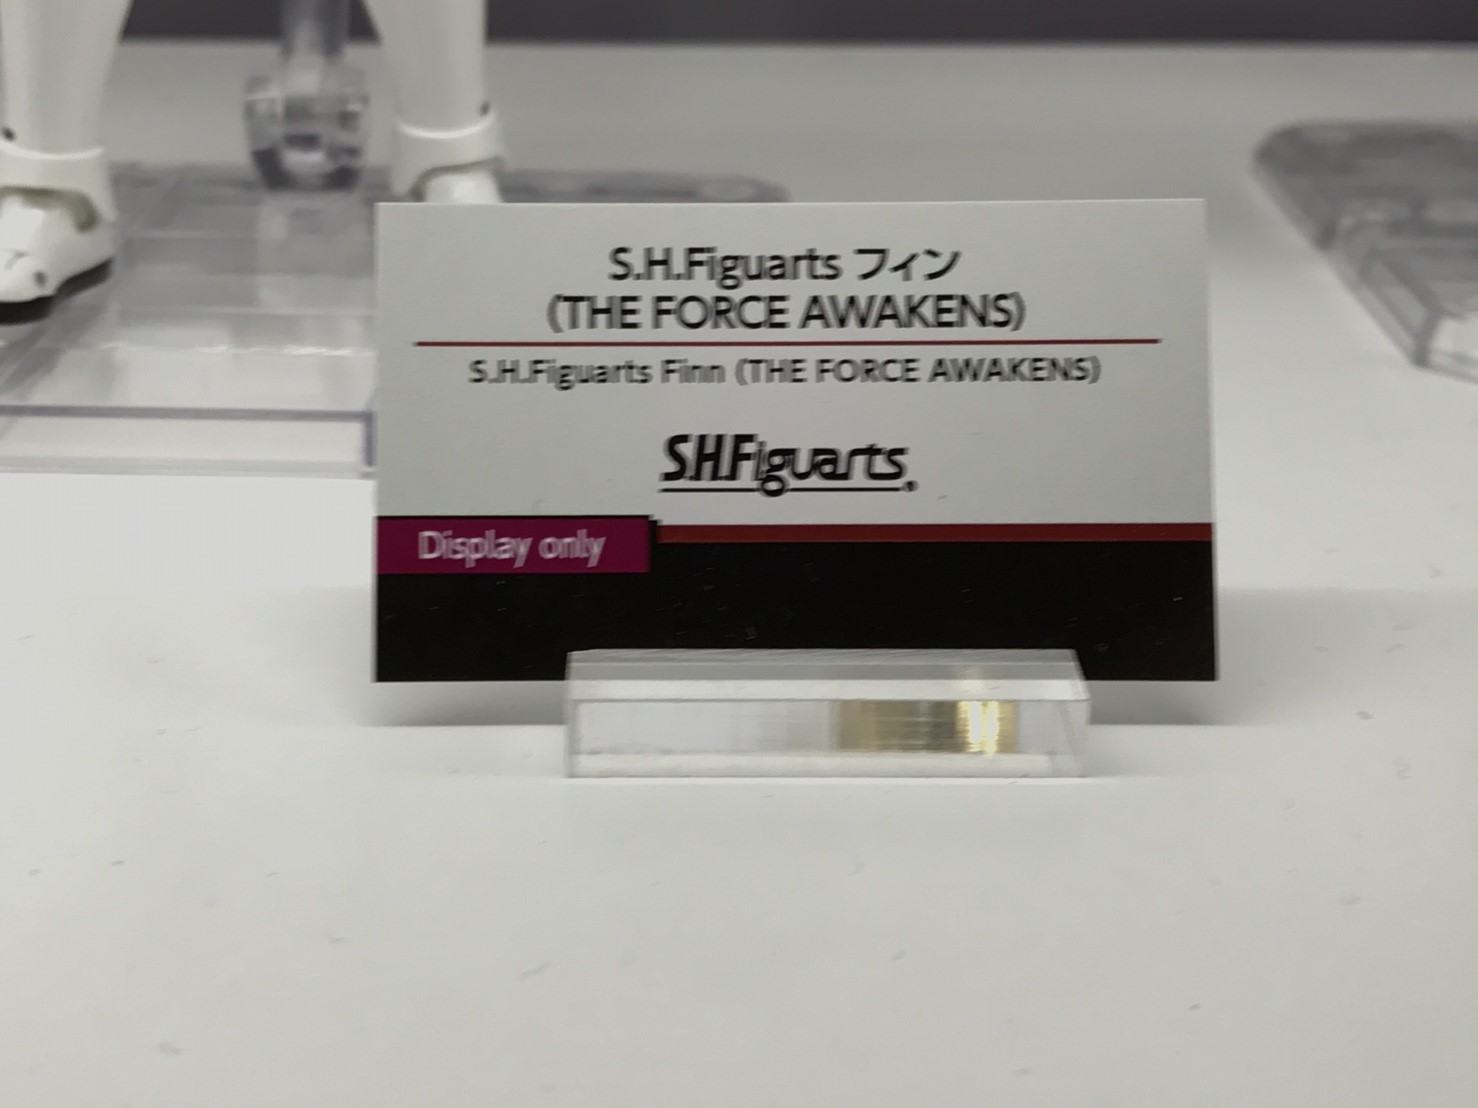 S.H.Figuarts フィン
(THE FORCE AWAKENS)
S.H.Figuarts Finn (THE FORCE AWAKENS)
S.H.Figuarts
Display only